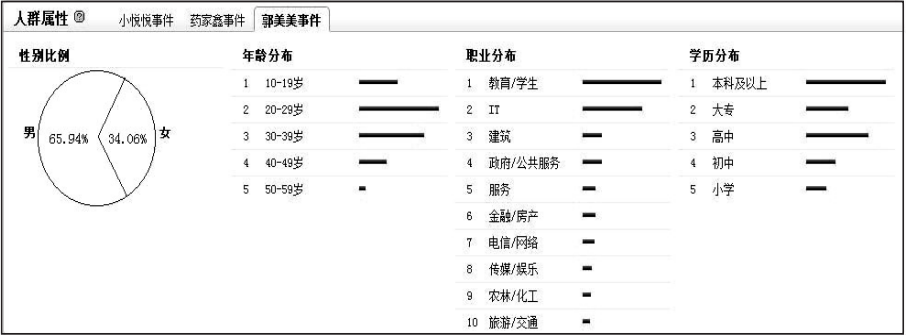 人群属性 ?
小悦悦事件 药家鑫事件 郭美美事件
性别比例
男 65.94% 34.06% 女
年龄分布
1 10-19岁
2 20-29岁
3 30-39岁
4 40-49岁
5 50-59岁
职业分布
1 教育/学生
2 IT
3 建筑
4 政府/公共服务
5 服务
6 金融/房产
7 电信/网络
8 传媒/娱乐
9 农林/化工
10 旅游/交通
学历分布
1 本科及以上
2 大专
3 高中
4 初中
5 小学